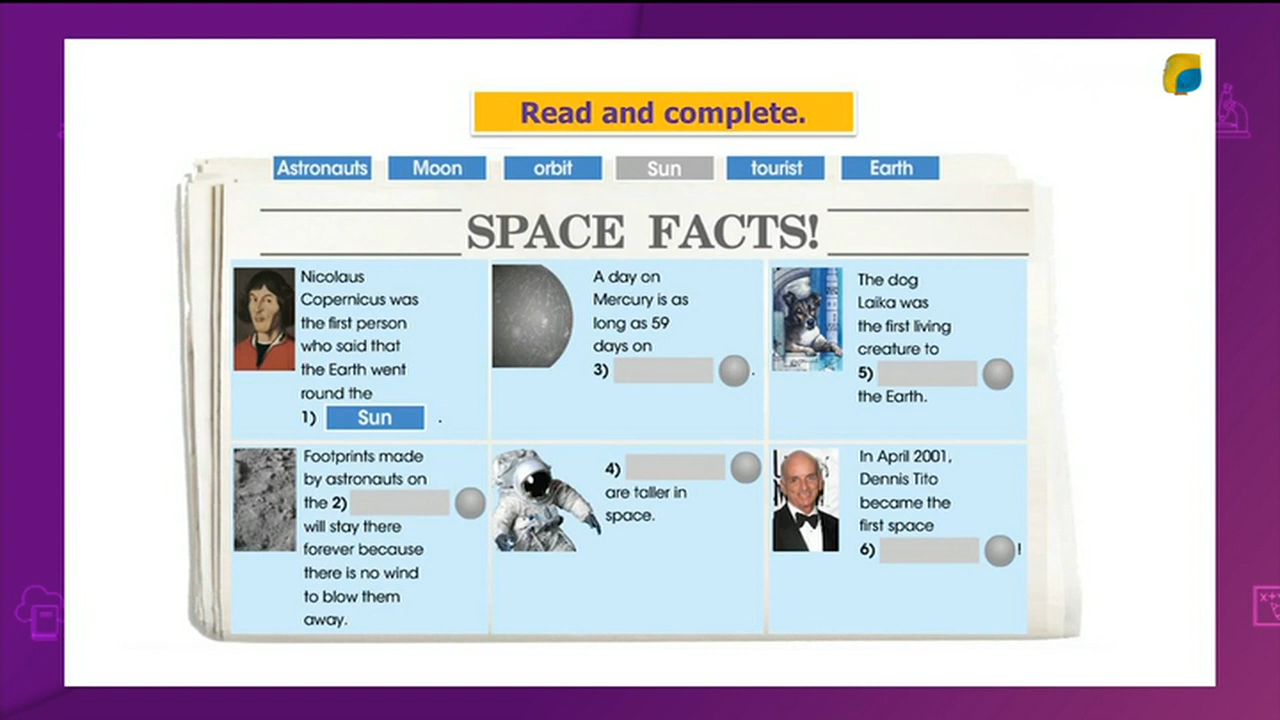 Read and complete.
Astronauts Moon orbit Sun tourist Earth
SPACE FACTS!
Nicolaus
Copernicus was
the first person
who said that
the Earth went
round the
1) Sun .
Footprints made
by astronauts on
the 2)
will stay there
forever because
there is no wind
to blow them
away.
A day on
Mercury is as
long as 59
days on
3) .
4)
are taller in
space.
The dog
Laika was
the first living
creature to
5)
the Earth.
In April 2001,
Dennis Tito
became the
first space
6) !